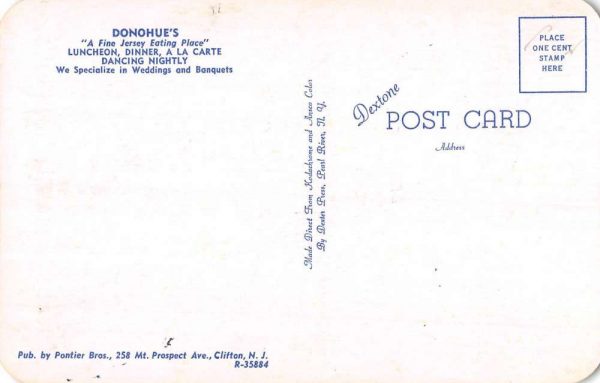 DONOHUE'S
"A Fine Jersey Eating Place"
LUNCHEON, DINNER, A LA CARTE
DANCING NIGHTLY
We Specialize in Weddings and Banquets
Made Direct From Kodachrome and Ansco Color
By Dexter Press, Pearl River, N. Y.
Dextone
POST CARD
Address
PLACE
ONE CENT
STAMP
HERE
Pub. by Pontier Bros., 258 Mt. Prospect Ave., Clifton, N. J.
R-35884